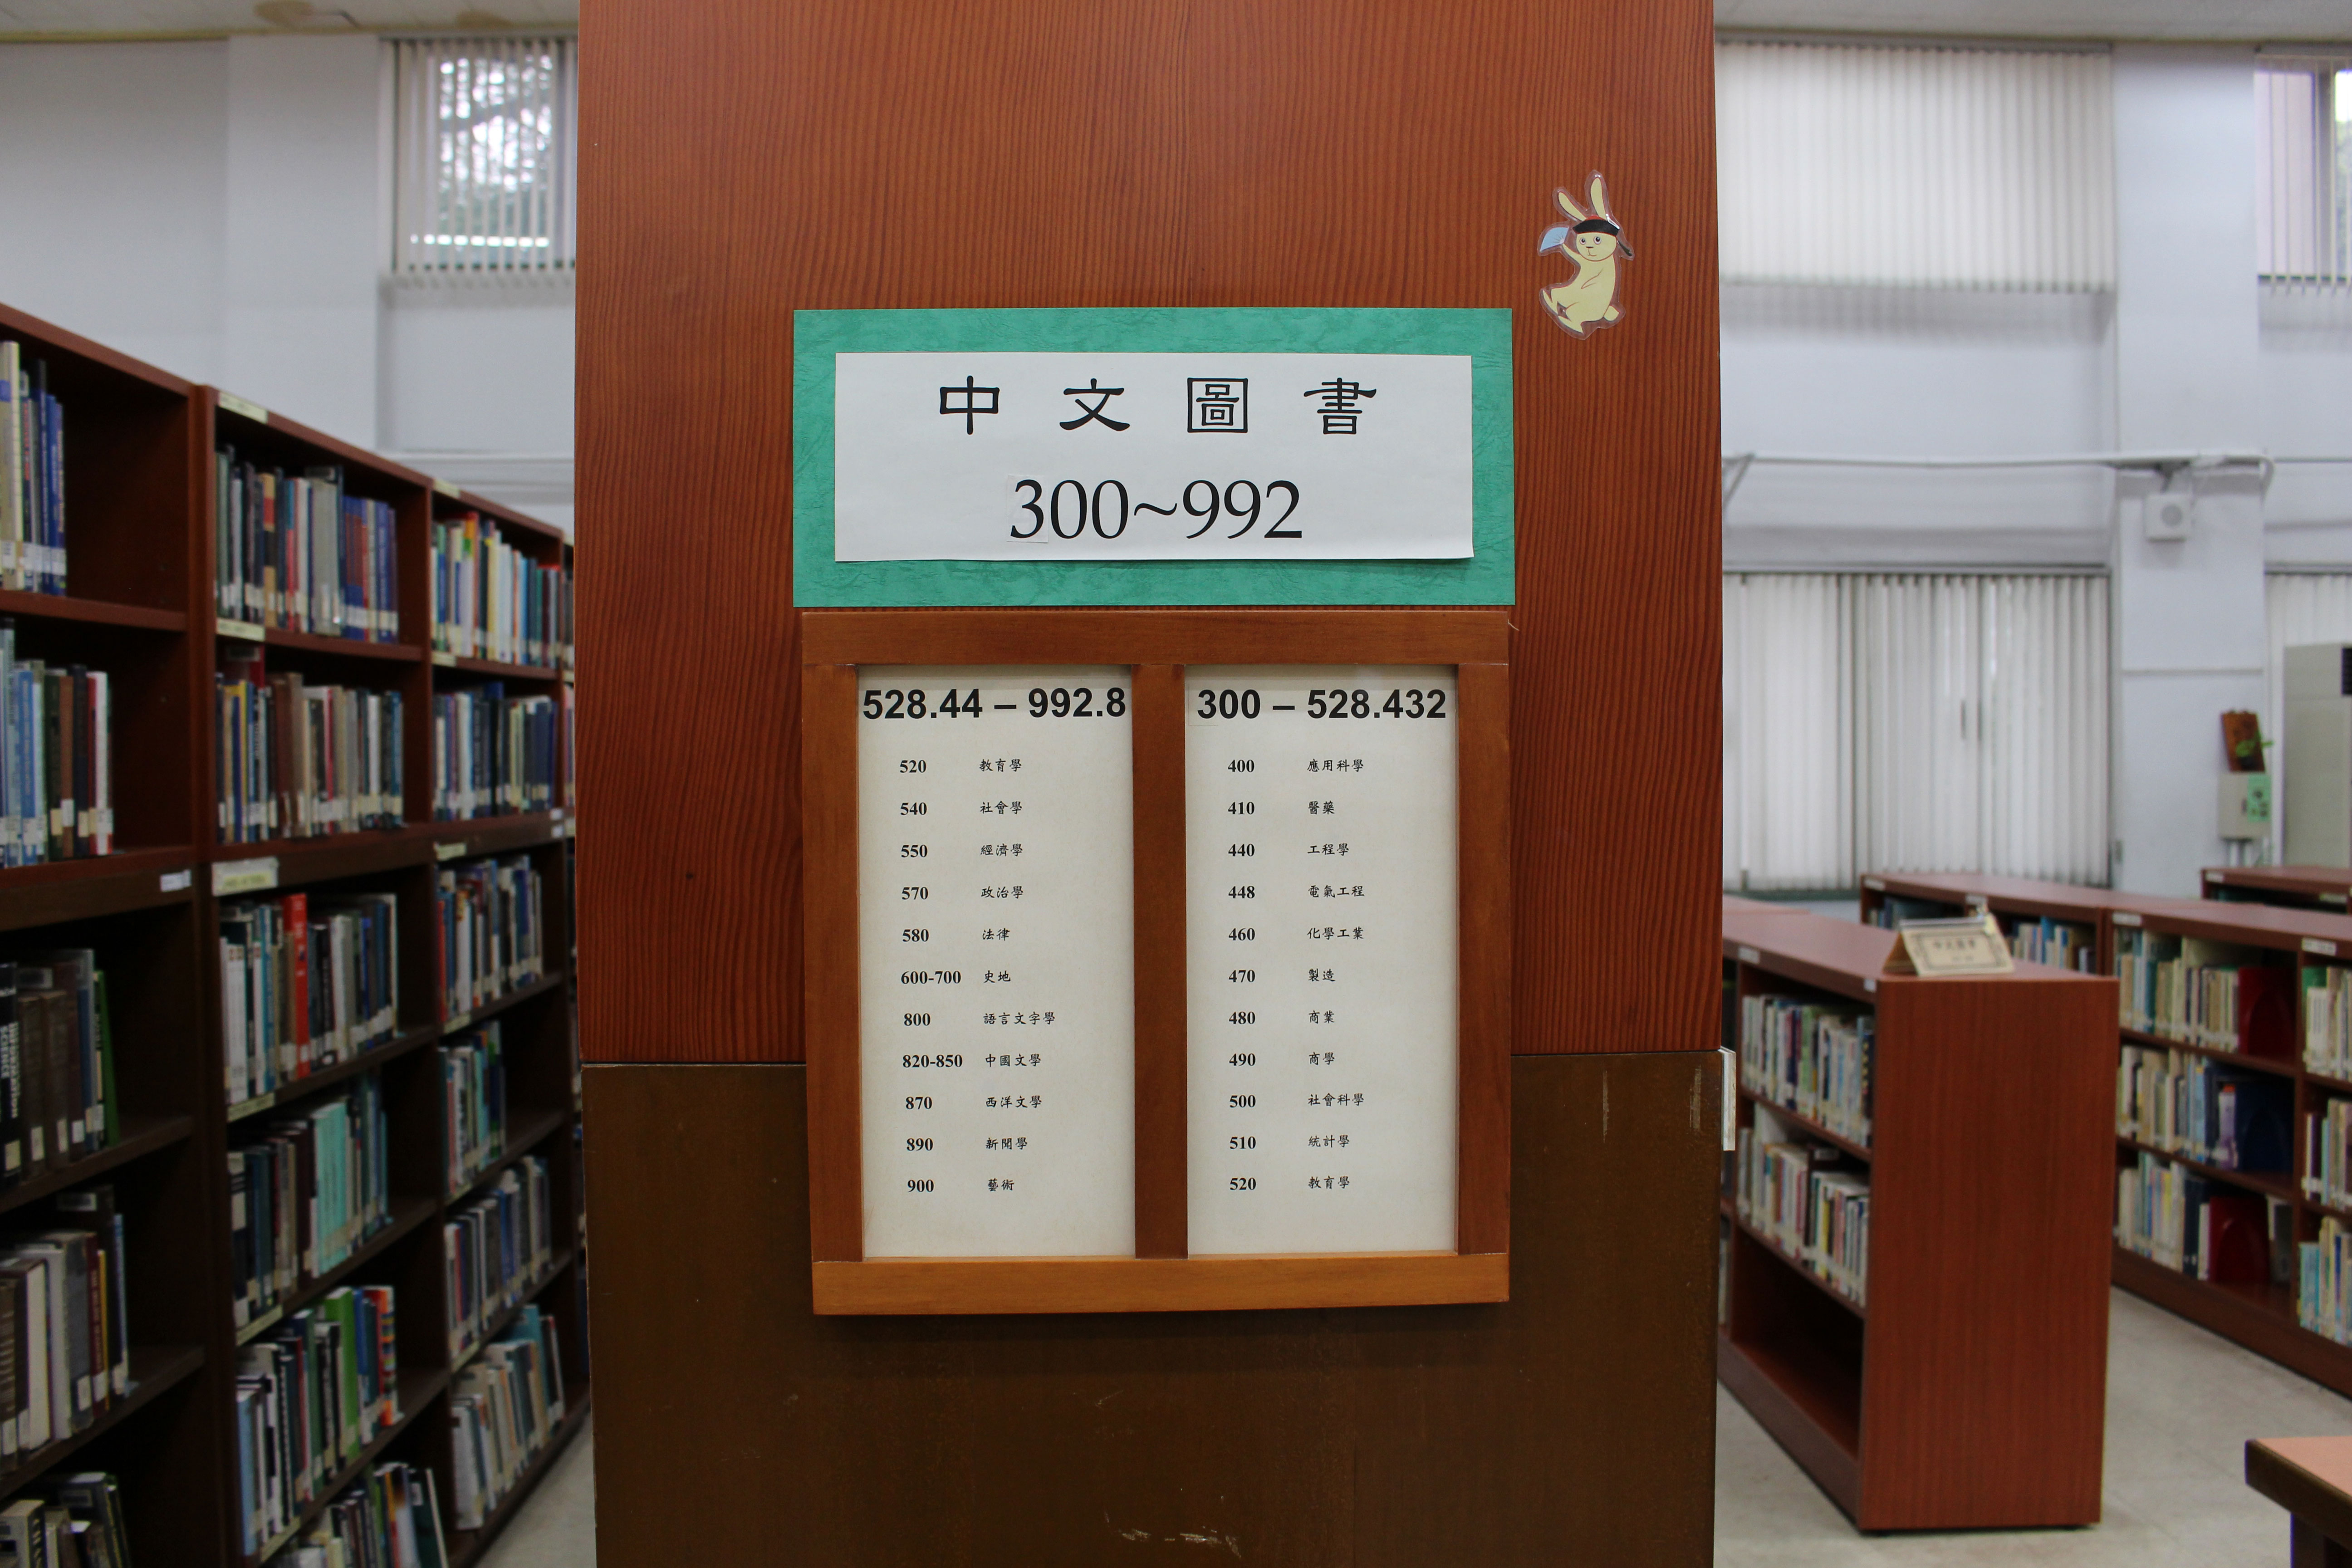 中文圖書
300~992
528.44 – 992.8
520 教育學
540 社會學
550 經濟學
570 政治學
580 法律
600-700 史地
800 語言文字學
820-850 中國文學
870 西洋文學
890 新聞學
900 藝術
300 – 528.432
400 應用科學
410 醫藥
440 工程學
448 電氣工程
460 化學工業
470 製造
480 商業
490 商學
500 社會科學
510 統計學
520 教育學
中文圖書